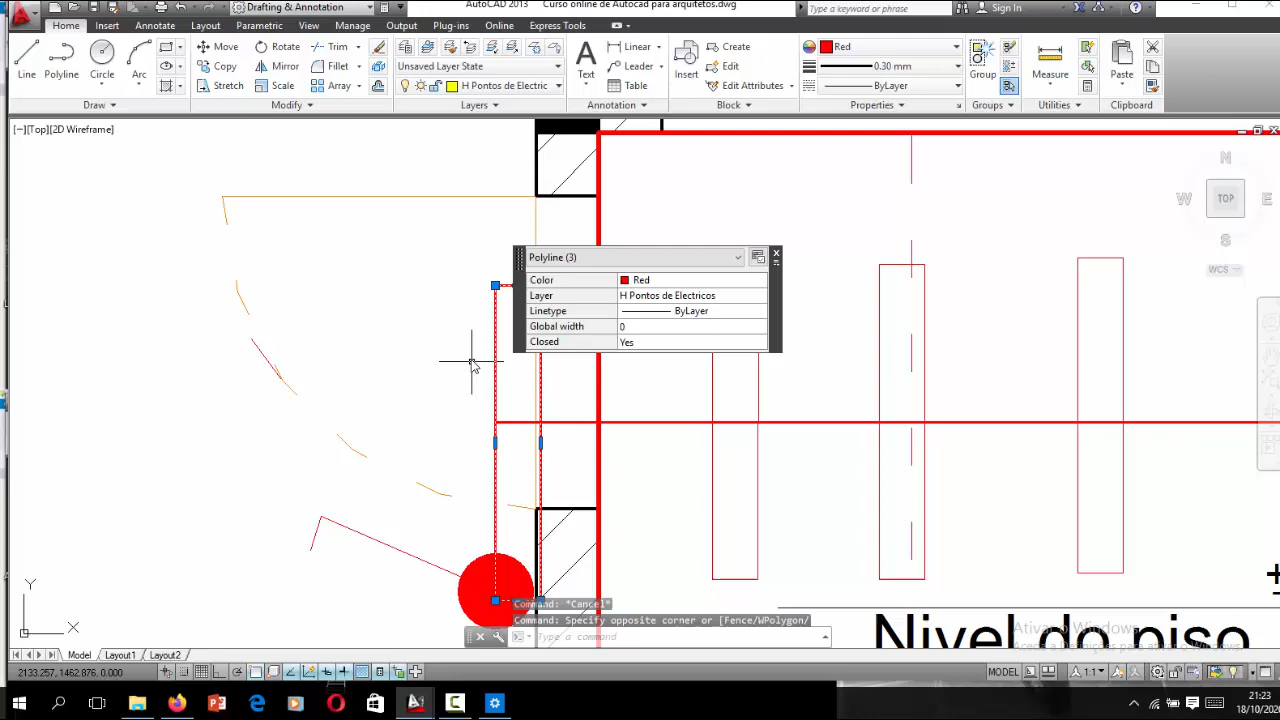 Drafting & Annotation
AutoCAD 2013 Curso online de Autocad para arquitetos.dwg
Type a keyword or phrase
Sign In
Home Insert Annotate Layout Parametric View Manage Output Plug-ins Online Express Tools
Line
Polyline
Circle
Arc
Move
Copy
Stretch
Rotate
Mirror
Scale
Trim
Fillet
Array
Unsaved Layer State
H Pontos de Electric
Text
Linear
Leader
Table
Insert
Create
Edit
Edit Attributes
Red
0.30 mm
ByLayer
Group
Measure
Paste
Draw
Modify
Layers
Annotation
Block
Properties
Groups
Utilities
Clipboard
[−][Top][2D Wireframe]
N
W
TOP
E
S
WCS
Polyline (3)
Color Red
Layer H Pontos de Electricos
Linetype ByLayer
Global width 0
Closed Yes
Y
X
Command: *Cancel*
Command: Specify opposite corner or [Fence/WPolygon/
Type a command
Nivel do piso
Ativar o Windows
Model
Layout1
Layout2
2133.257, 1462.876, 0.000
MODEL
1:1
21:23